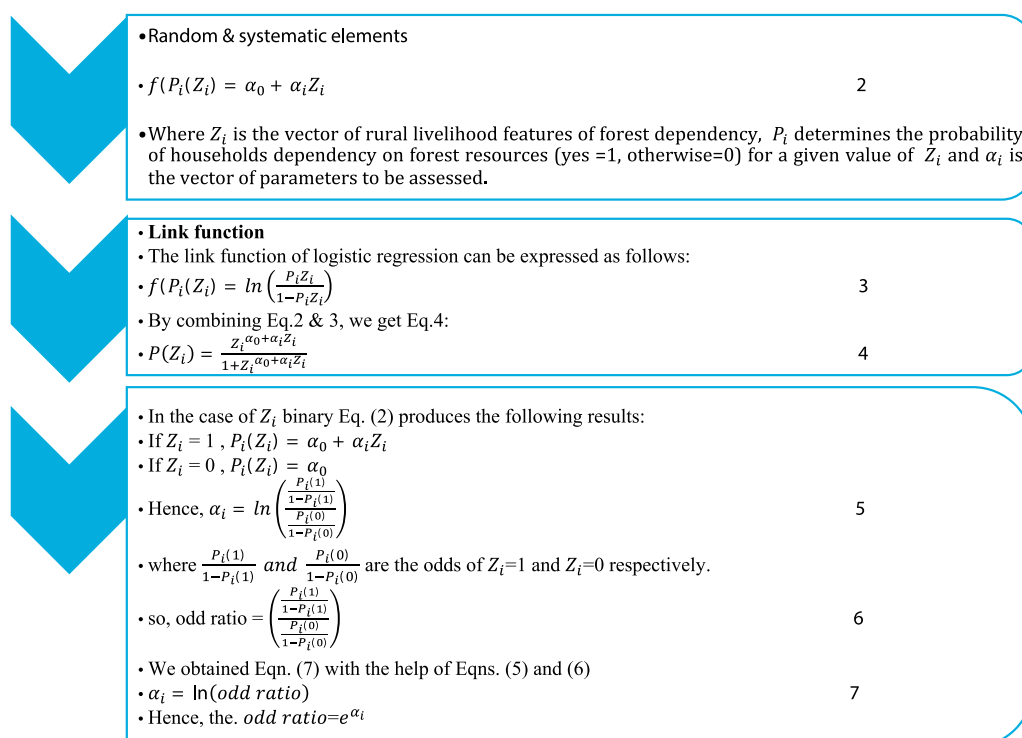 •Random & systematic elements
• f(P_i(Z_i) = α_0 + α_iZ_i 2
•Where Z_i is the vector of rural livelihood features of forest dependency, P_i determines the probability
of households dependency on forest resources (yes =1, otherwise=0) for a given value of Z_i and α_i is
the vector of parameters to be assessed.
• Link function
• The link function of logistic regression can be expressed as follows:
• f(P_i(Z_i) = ln(P_iZ_i/1−P_iZ_i) 3
• By combining Eq.2 & 3, we get Eq.4:
• P(Z_i) = Z_i^{α_0+α_iZ_i}/1+Z_i^{α_0+α_iZ_i} 4
• In the case of Z_i binary Eq. (2) produces the following results:
• If Z_i = 1 , P_i(Z_i) = α_0 + α_iZ_i
• If Z_i = 0 , P_i(Z_i) = α_0
• Hence, α_i = ln((P_i(1)/1−P_i(1))/(P_i(0)/1−P_i(0))) 5
• where P_i(1)/1−P_i(1) and P_i(0)/1−P_i(0) are the odds of Z_i=1 and Z_i=0 respectively.
• so, odd ratio = ((P_i(1)/1−P_i(1))/(P_i(0)/1−P_i(0))) 6
• We obtained Eqn. (7) with the help of Eqns. (5) and (6)
• α_i = ln(odd ratio) 7
• Hence, the. odd ratio=e^{α_i}